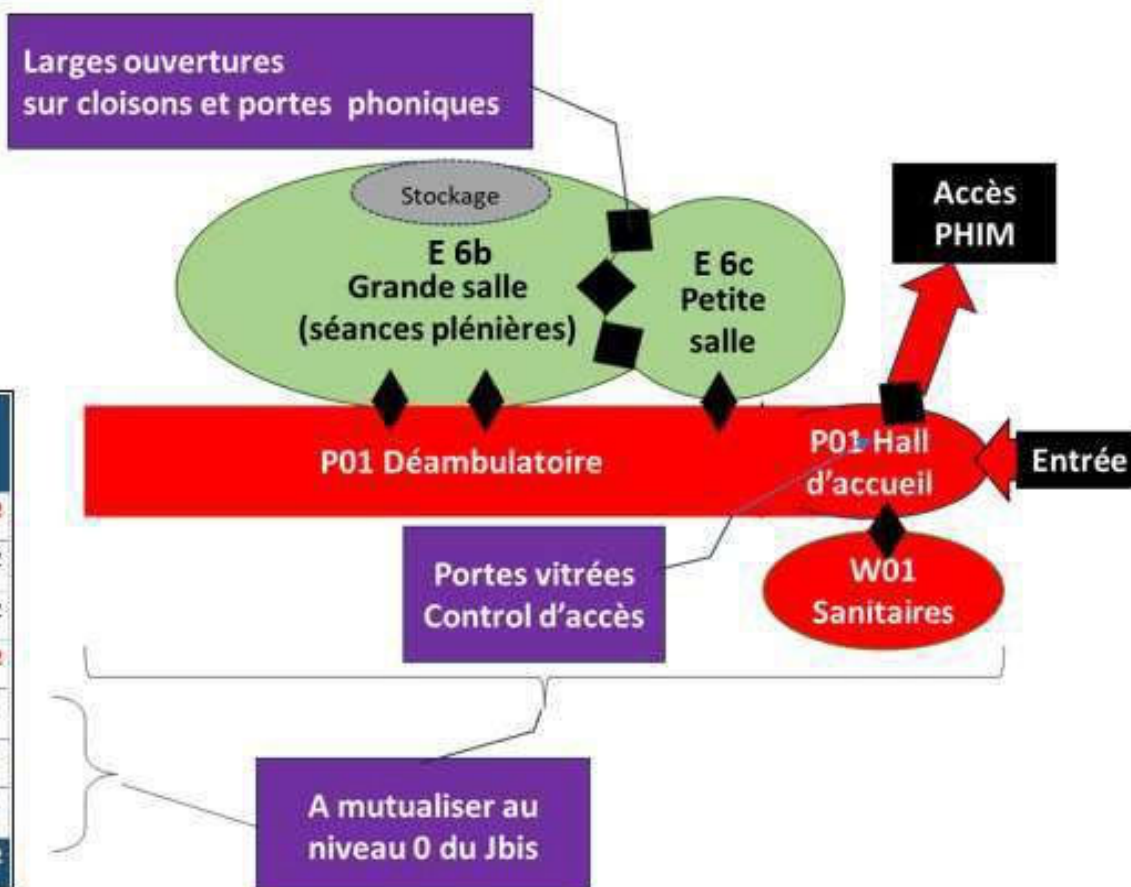 Larges ouvertures
sur cloisons et portes phoniques
Stockage
E 6b
Grande salle
(séances plénières)
E 6c
Petite
salle
Accès
PHIM
P01 Déambulatoire
P01 Hall
d'accueil
Entrée
Portes vitrées
Control d'accès
W01
Sanitaires
A mutualiser au
niveau 0 du Jbis